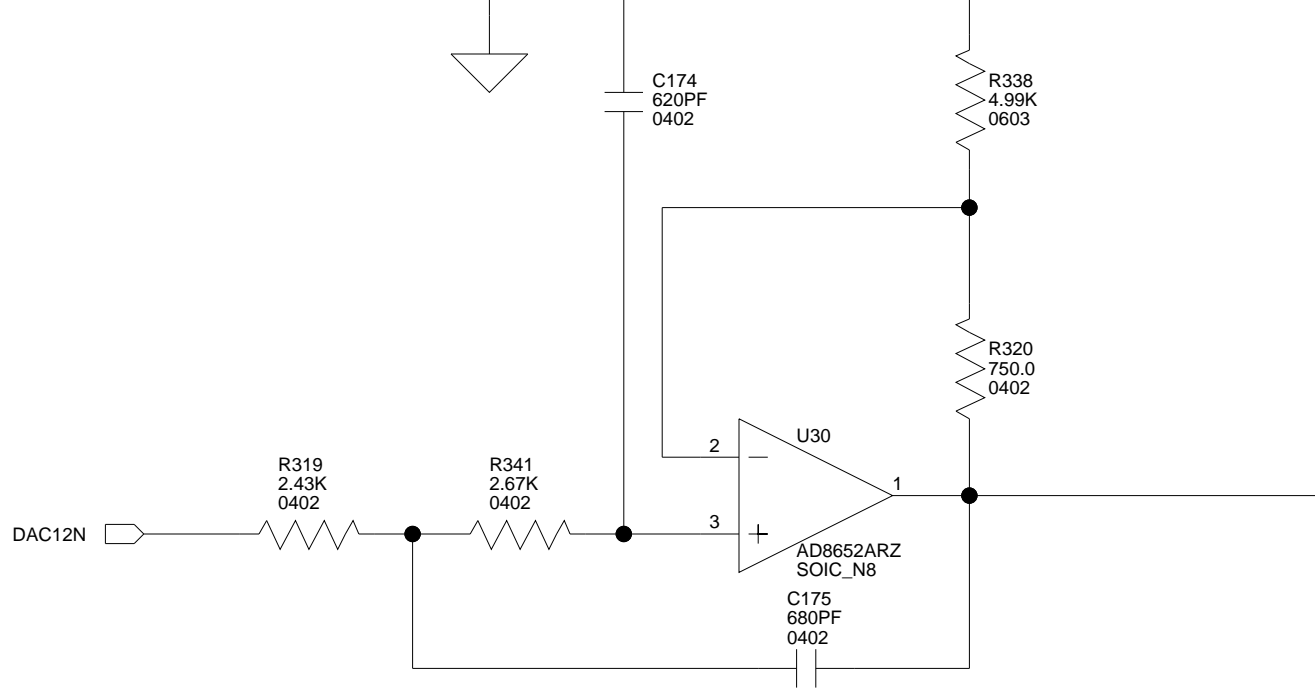 C174
620PF
0402
R338
4.99K
0603
R320
750.0
0402
U30
2
1
3
R319
2.43K
0402
R341
2.67K
0402
DAC12N
AD8652ARZ
SOIC_N8
C175
680PF
0402